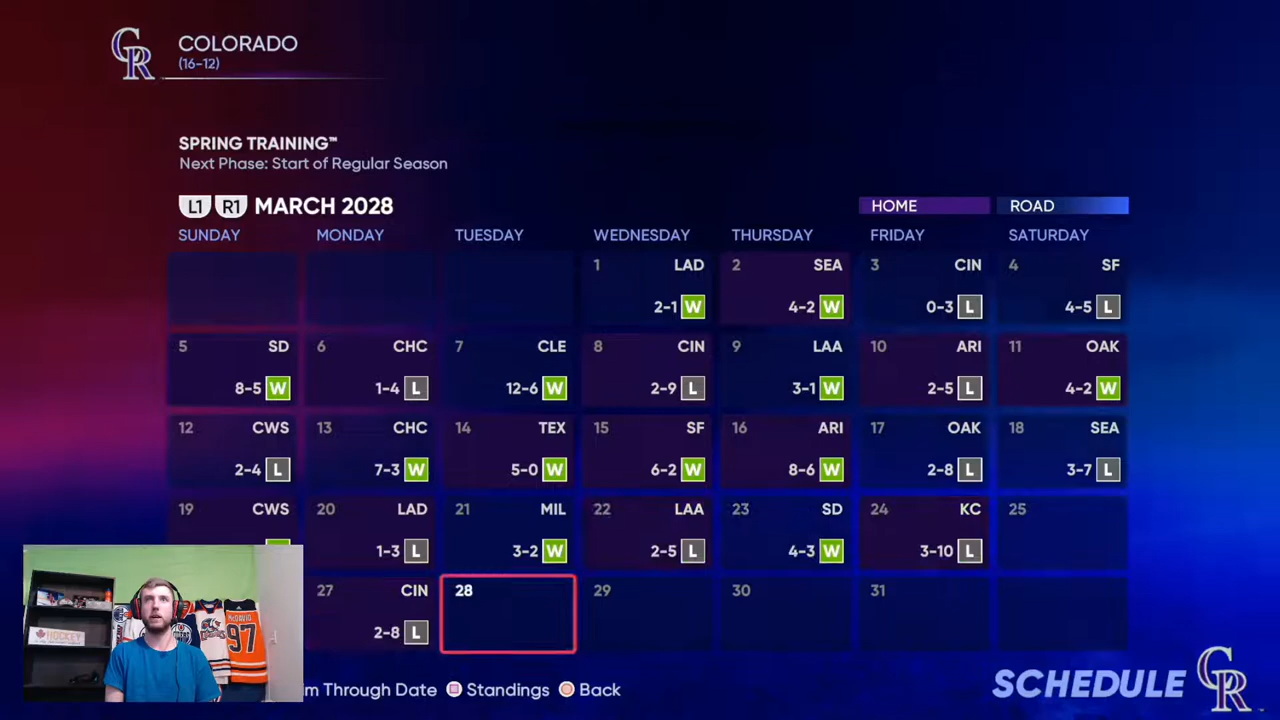 COLORADO
(16-12)
SPRING TRAINING™
Next Phase: Start of Regular Season
L1 R1 MARCH 2028
HOME ROAD
SUNDAY MONDAY TUESDAY WEDNESDAY THURSDAY FRIDAY SATURDAY
1 LAD 2 SEA 3 CIN 4 SF
2-1 W 4-2 W 0-3 L 4-5 L
5 SD 6 CHC 7 CLE 8 CIN 9 LAA 10 ARI 11 OAK
8-5 W 1-4 L 12-6 W 2-9 L 3-1 W 2-5 L 4-2 W
12 CWS 13 CHC 14 TEX 15 SF 16 ARI 17 OAK 18 SEA
2-4 L 7-3 W 5-0 W 6-2 W 8-6 W 2-8 L 3-7 L
19 CWS 20 LAD 21 MIL 22 LAA 23 SD 24 KC 25
1-3 L 3-2 W 2-5 L 4-3 W 3-10 L
27 CIN 28 29 30 31
2-8 L
McDAVID
97
HOCKEY
Through Date Standings Back
SCHEDULE CR